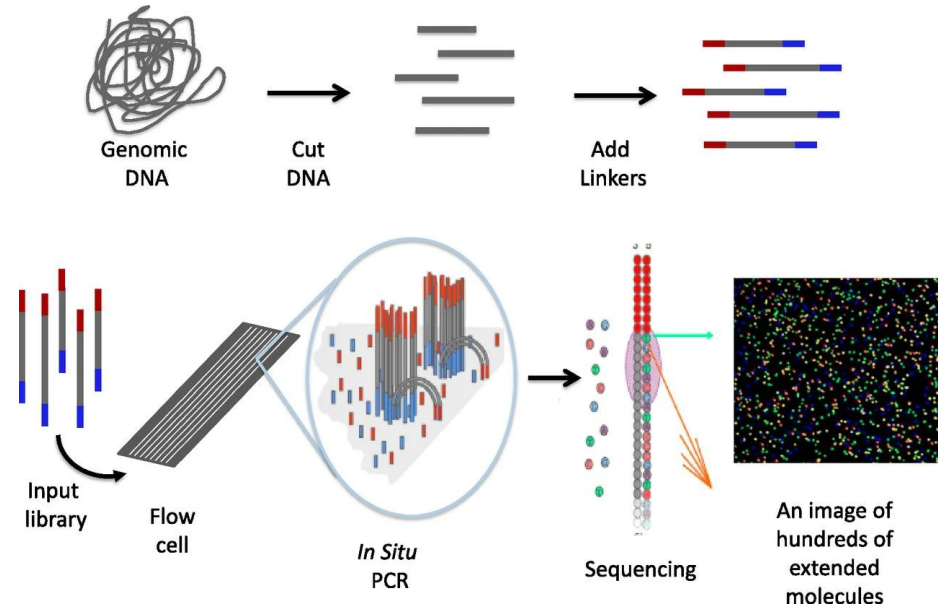 Genomic
DNA
Cut
DNA
Add
Linkers
Input
library
Flow
cell
In Situ
PCR
Sequencing
An image of
hundreds of
extended
molecules